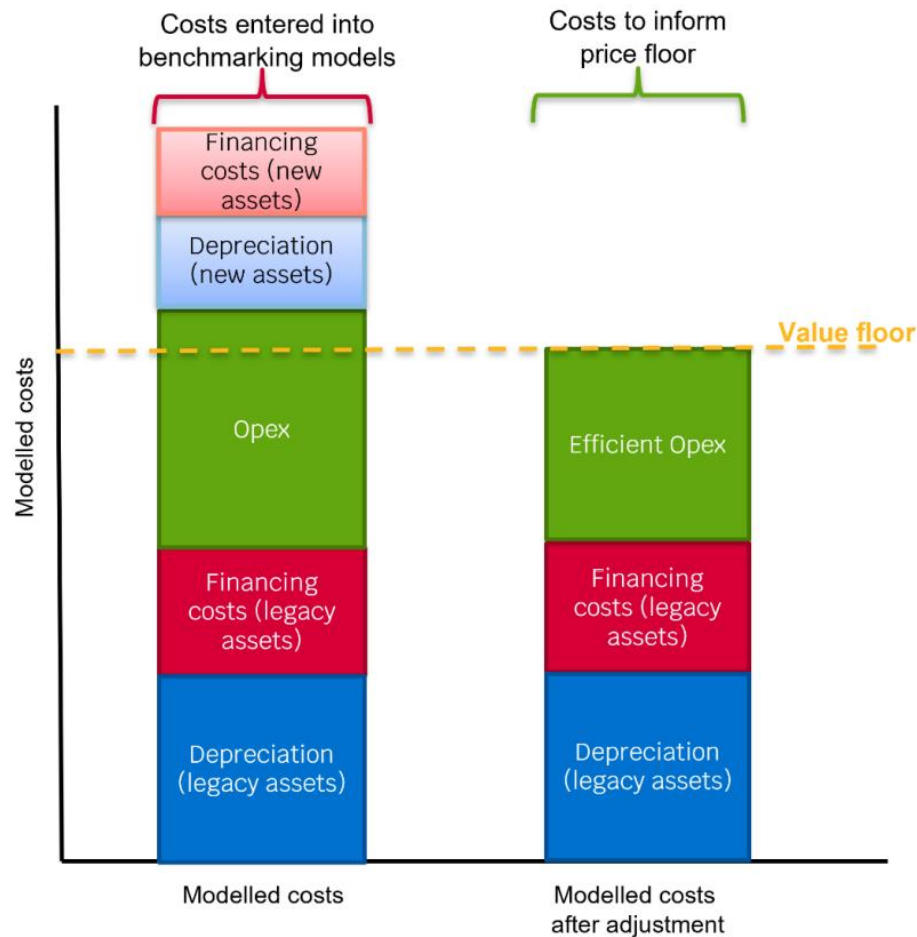 Costs entered into
benchmarking models
Costs to inform
price floor
Financing
costs (new
assets)
Depreciation
(new assets)
Opex
Financing
costs (legacy
assets)
Depreciation
(legacy assets)
Value floor
Efficient Opex
Financing
costs (legacy
assets)
Depreciation
(legacy assets)
Modelled costs
Modelled costs
Modelled costs
after adjustment